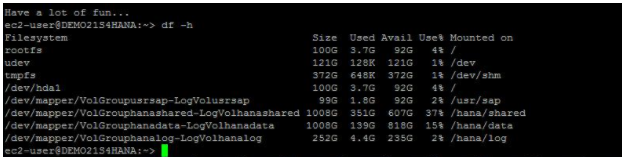 Have a lot of fun...
ec2-user@DEMO21S4HANA:~> df -h
Filesystem Size Used Avail Use% Mounted on
rootfs 100G 3.7G 92G 4% /
udev 121G 128K 121G 1% /dev
tmpfs 372G 648K 372G 1% /dev/shm
/dev/hda1 100G 3.7G 92G 4% /
/dev/mapper/VolGroupusrsap-LogVolusrsap 99G 1.8G 92G 2% /usr/sap
/dev/mapper/VolGrouphanashared-LogVolhanashared 1008G 351G 607G 37% /hana/shared
/dev/mapper/VolGrouphanadata-LogVolhanadata 1008G 139G 818G 15% /hana/data
/dev/mapper/VolGrouphanalog-LogVolhanalog 252G 4.4G 235G 2% /hana/log
ec2-user@DEMO21S4HANA:~>